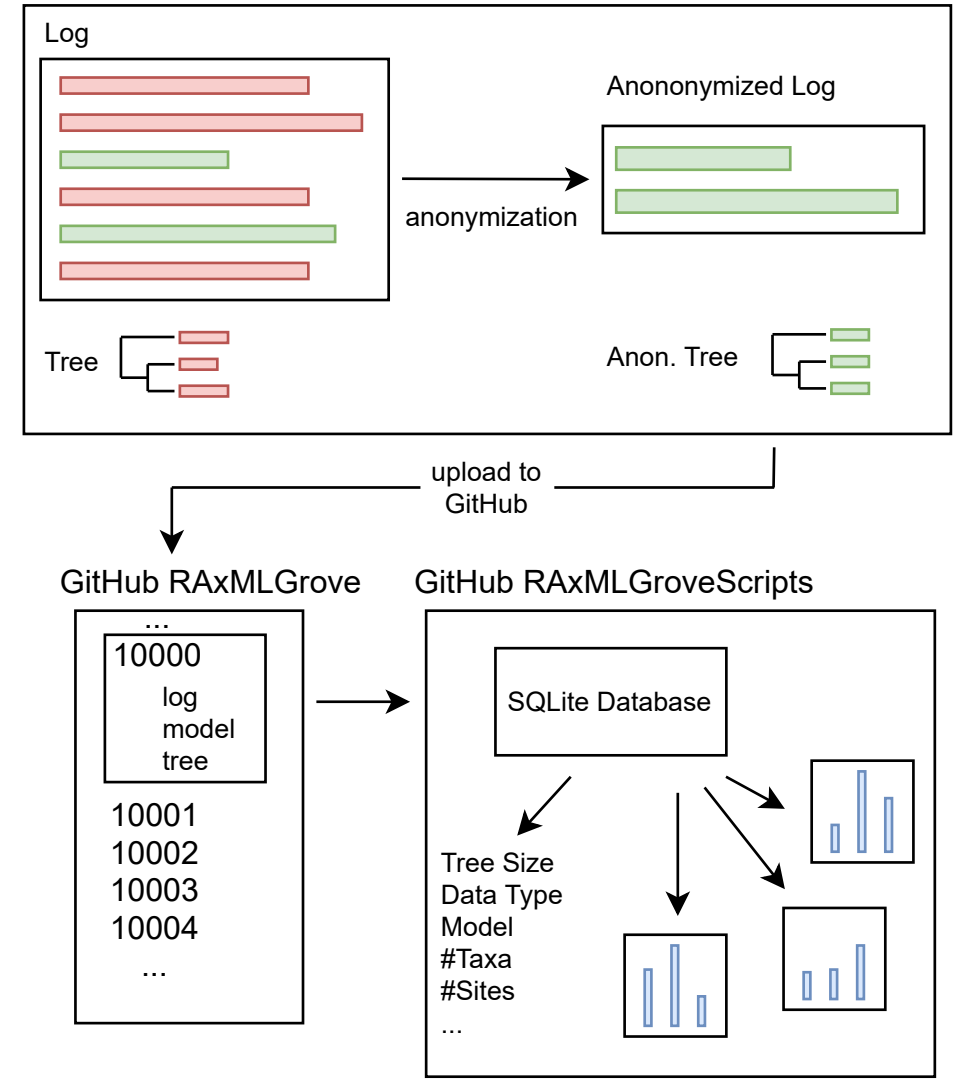 Log
Anononymized Log
anonymization
Tree
Anon. Tree
upload to
GitHub
GitHub RAxMLGrove
...
10000
log
model
tree
10001
10002
10003
10004
...
GitHub RAxMLGroveScripts
SQLite Database
Tree Size
Data Type
Model
#Taxa
#Sites
...